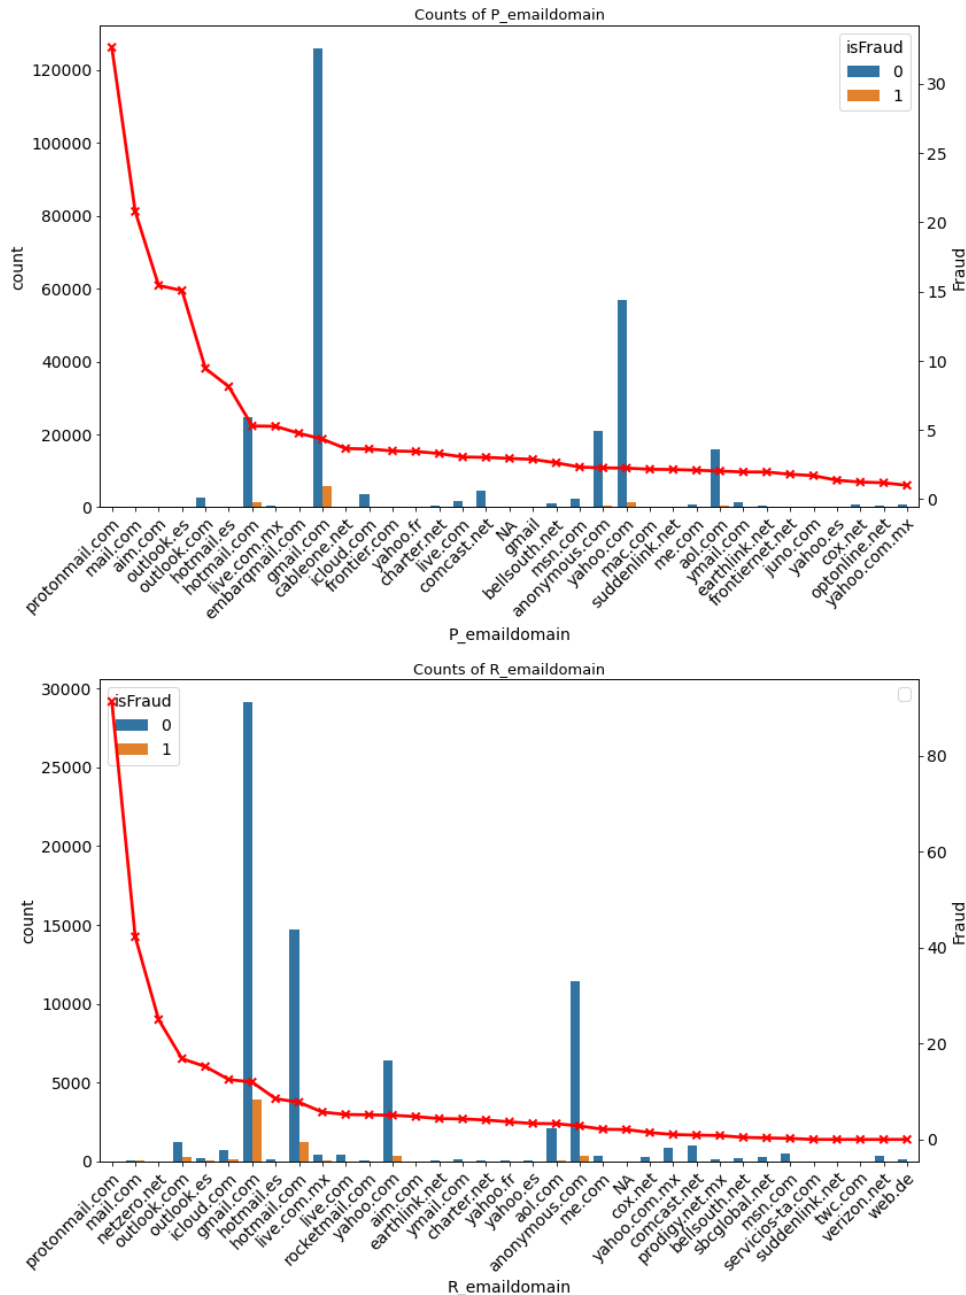 Counts of P_emaildomain
isFraud
0
1
120000
100000
80000
60000
40000
20000
0
count
30
25
20
15
10
5
0
Fraud
protonmail.com
mail.com
aim.com
outlook.es
outlook.com
hotmail.es
hotmail.com
live.com.mx
embarqmail.com
gmail.com
cableone.net
icloud.com
frontier.com
yahoo.fr
charter.net
live.com
comcast.net
NA
gmail
bellsouth.net
msn.com
anonymous.com
yahoo.com
mac.com
suddenlink.net
me.com
aol.com
ymail.com
earthlink.net
frontiernet.net
juno.com
yahoo.es
cox.net
optonline.net
yahoo.com.mx
P_emaildomain
Counts of R_emaildomain
isFraud
0
1
30000
25000
20000
15000
10000
5000
0
count
80
60
40
20
0
Fraud
protonmail.com
mail.com
netzero.net
outlook.com
outlook.es
icloud.com
gmail.com
hotmail.es
hotmail.com
live.com.mx
live.com
rocketmail.com
yahoo.com
aim.com
earthlink.net
ymail.com
charter.net
yahoo.fr
yahoo.es
aol.com
anonymous.com
me.com
NA
cox.net
yahoo.com.mx
comcast.net
prodigy.net.mx
bellsouth.net
sbcglobal.net
msn.com
servicios-ta.com
suddenlink.net
twc.com
verizon.net
web.de
R_emaildomain